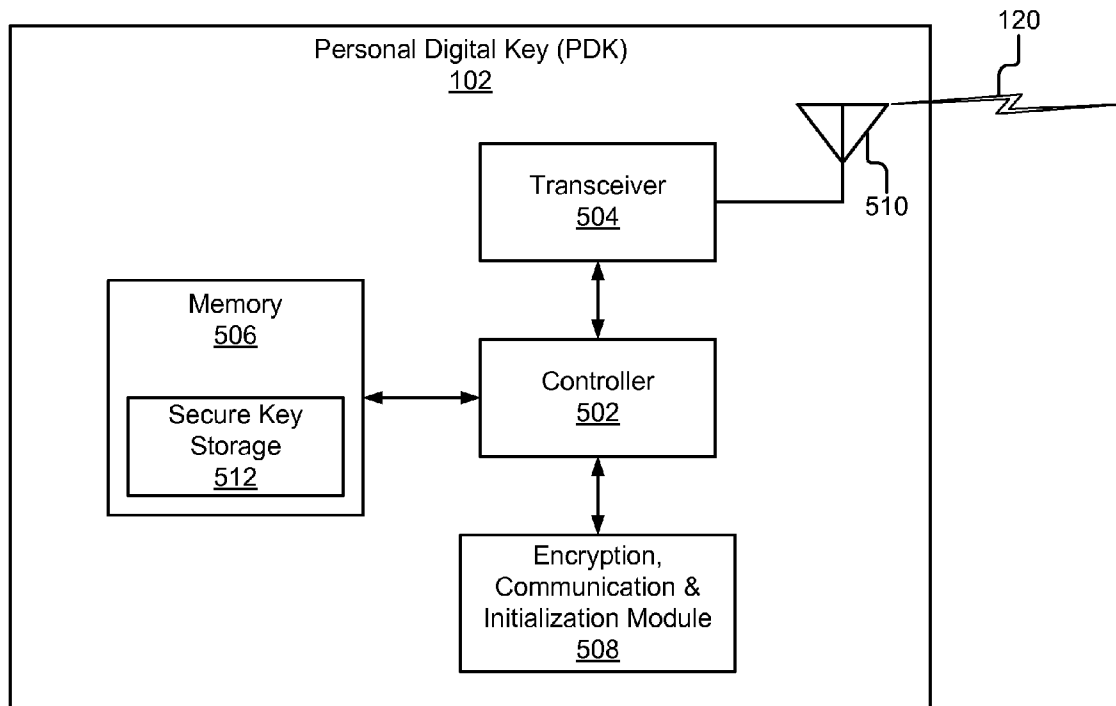 120
Personal Digital Key (PDK)
102
510
Transceiver
504
Memory
506
Controller
502
Secure Key
Storage
512
Encryption,
Communication &
Initialization Module
508